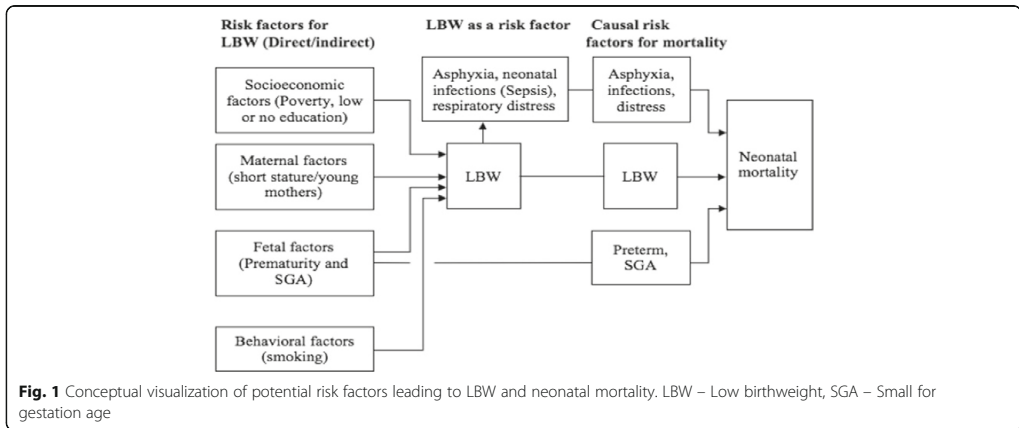 Risk factors for
LBW (Direct/indirect)
LBW as a risk factor
Causal risk
factors for mortality
Socioeconomic
factors (Poverty, low
or no education)
Asphyxia, neonatal
infections (Sepsis),
respiratory distress
Asphyxia,
infections,
distress
Maternal factors
(short stature/young
mothers)
LBW
LBW
Neonatal
mortality
Fetal factors
(Prematurity and
SGA)
Preterm,
SGA
Behavioral factors
(smoking)
Fig. 1 Conceptual visualization of potential risk factors leading to LBW and neonatal mortality. LBW – Low birthweight, SGA – Small for
gestation age